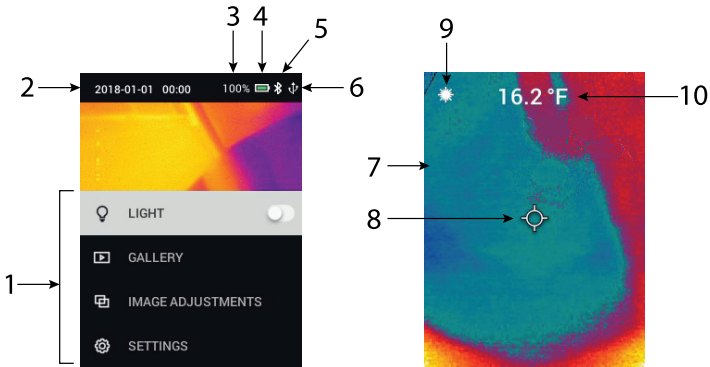 3 4 5 9
2 2018-01-01 00:00 100% 6 16.2 °F 10
7
LIGHT 8
GALLERY
1
IMAGE ADJUSTMENTS
SETTINGS